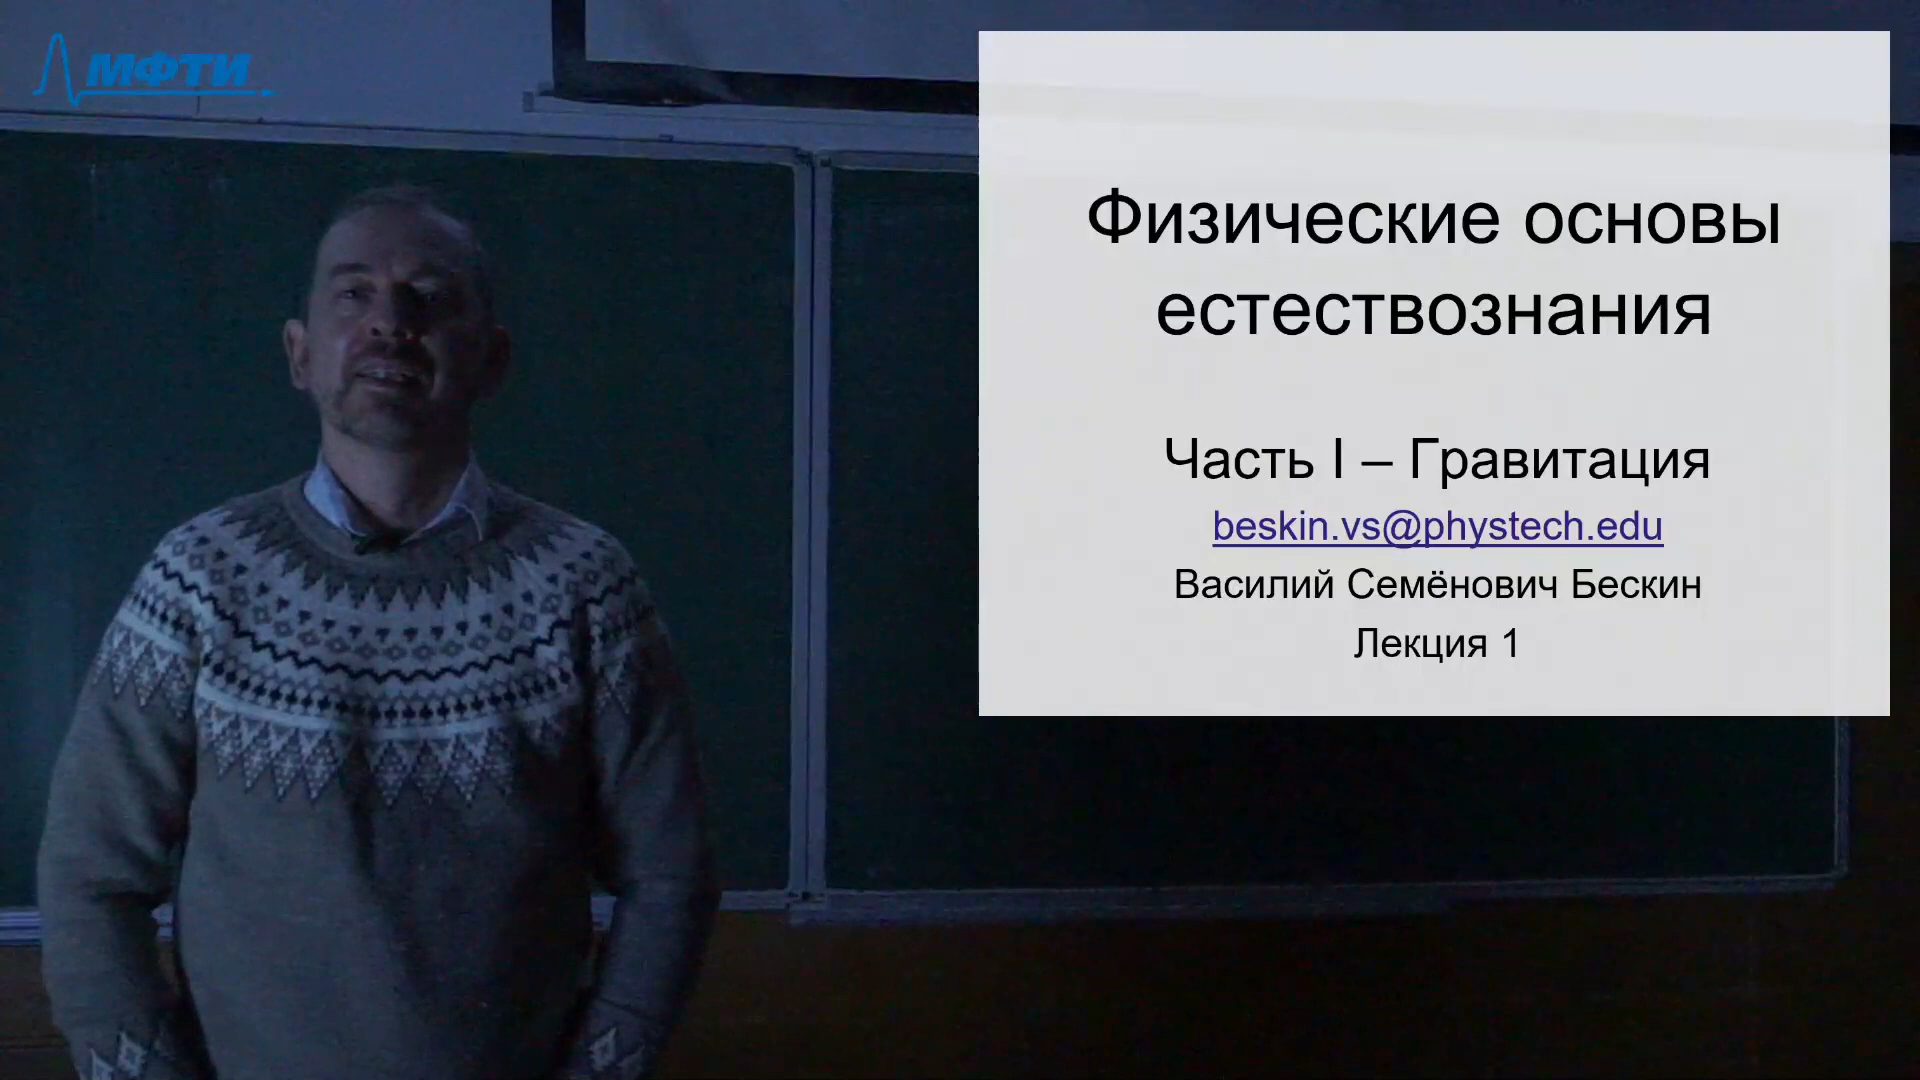 МФТИ
Физические основы
естествознания
Часть I – Гравитация
beskin.vs@phystech.edu
Василий Семёнович Бескин
Лекция 1